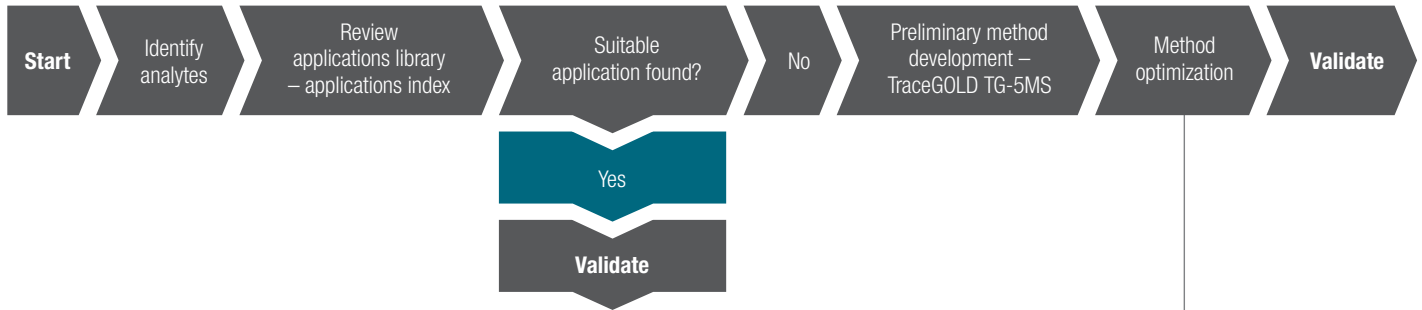 Start
Identify
analytes
Review
applications library
– applications index
Suitable
application found?
No
Preliminary method
development –
TraceGOLD TG-5MS
Method
optimization
Validate
Yes
Validate